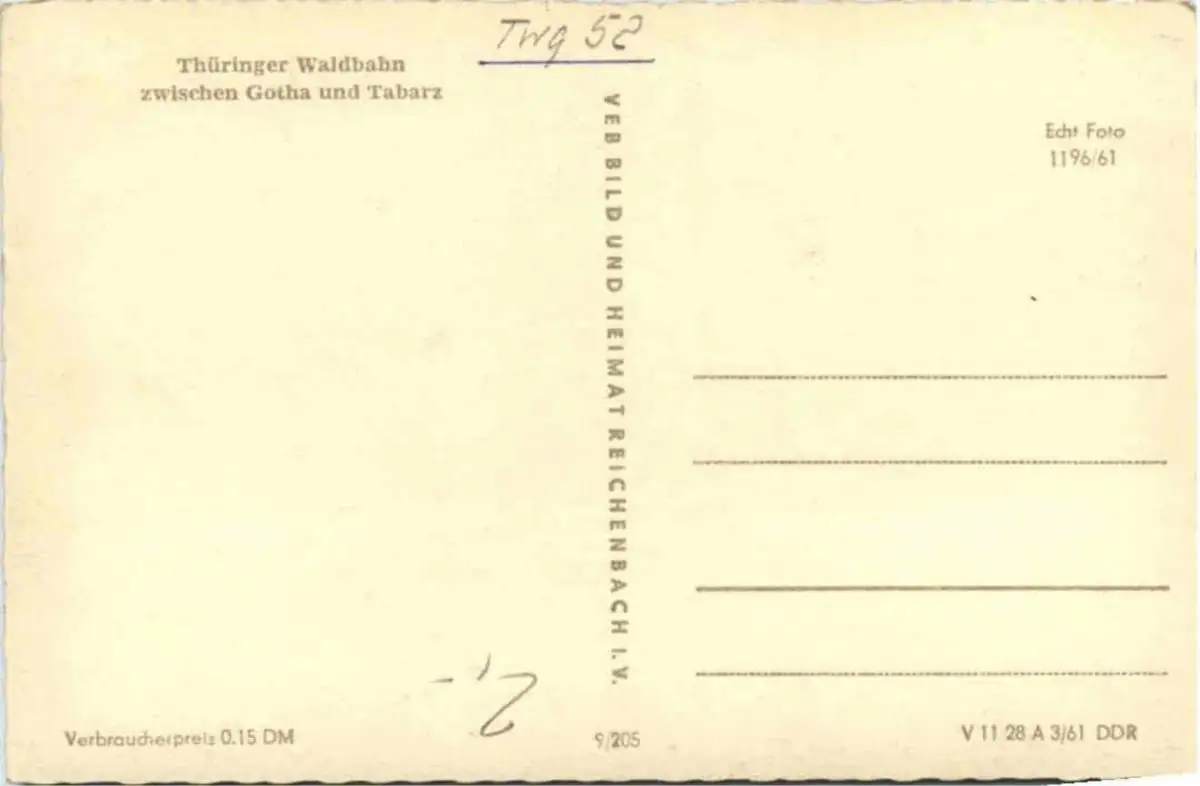 Twg 52
Thüringer Waldbahn
zwischen Gotha und Tabarz
VEB BILD UND HEIMAT REICHENBACH I. V.
Echt Foto
1196/61
Verbraucherpreis 0.15 DM
9/205
V 11 28 A 3/61 DDR